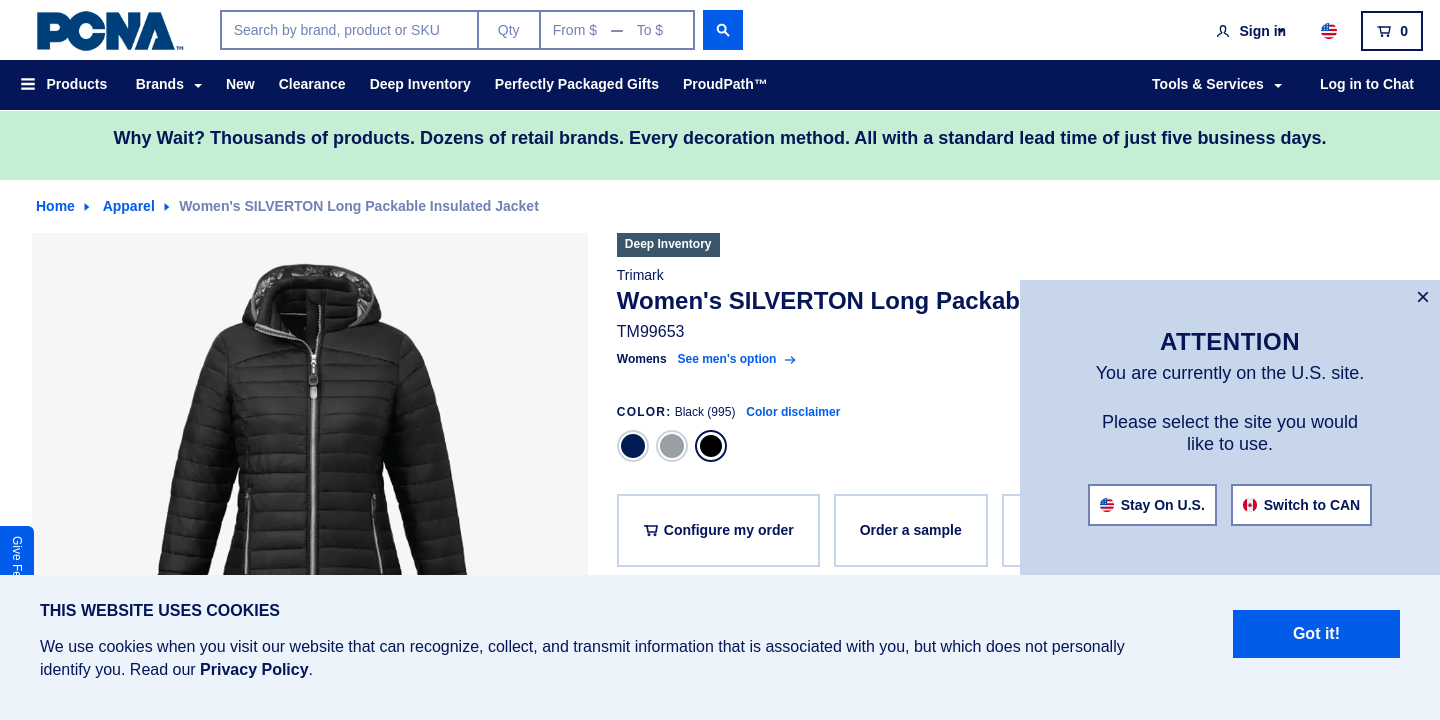 PCNA™
Search by brand, product or SKU
Qty
From $ — To $
Sign in
0
Products
Brands
New
Clearance
Deep Inventory
Perfectly Packaged Gifts
ProudPath™
Tools & Services
Log in to Chat
Why Wait? Thousands of products. Dozens of retail brands. Every decoration method. All with a standard lead time of just five business days.
Home
Apparel
Women's SILVERTON Long Packable Insulated Jacket
Deep Inventory
Trimark
Women's SILVERTON Long Packab
TM99653
Womens See men's option
COLOR: Black (995) Color disclaimer
Configure my order
Order a sample
×
ATTENTION
You are currently on the U.S. site.
Please select the site you would
like to use.
Stay On U.S.
Switch to CAN
Give Fe
THIS WEBSITE USES COOKIES
We use cookies when you visit our website that can recognize, collect, and transmit information that is associated with you, but which does not personally
identify you. Read our Privacy Policy.
Got it!